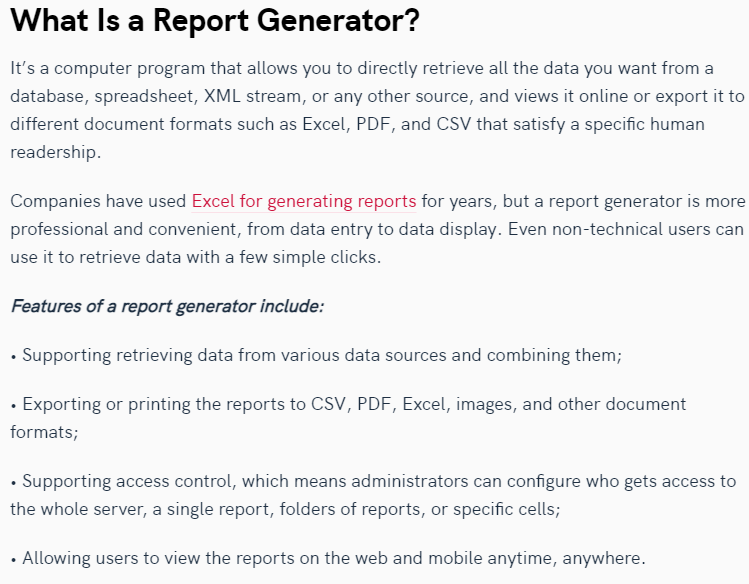 What Is a Report Generator?
It’s a computer program that allows you to directly retrieve all the data you want from a
database, spreadsheet, XML stream, or any other source, and views it online or export it to
different document formats such as Excel, PDF, and CSV that satisfy a specific human
readership.
Companies have used Excel for generating reports for years, but a report generator is more
professional and convenient, from data entry to data display. Even non-technical users can
use it to retrieve data with a few simple clicks.
Features of a report generator include:
• Supporting retrieving data from various data sources and combining them;
• Exporting or printing the reports to CSV, PDF, Excel, images, and other document
formats;
• Supporting access control, which means administrators can configure who gets access to
the whole server, a single report, folders of reports, or specific cells;
• Allowing users to view the reports on the web and mobile anytime, anywhere.